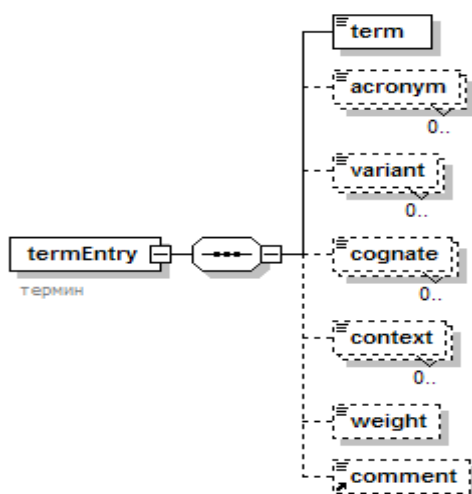 term
acronym
0..
variant
0..
termEntry
термин
cognate
0..
context
0..
weight
comment